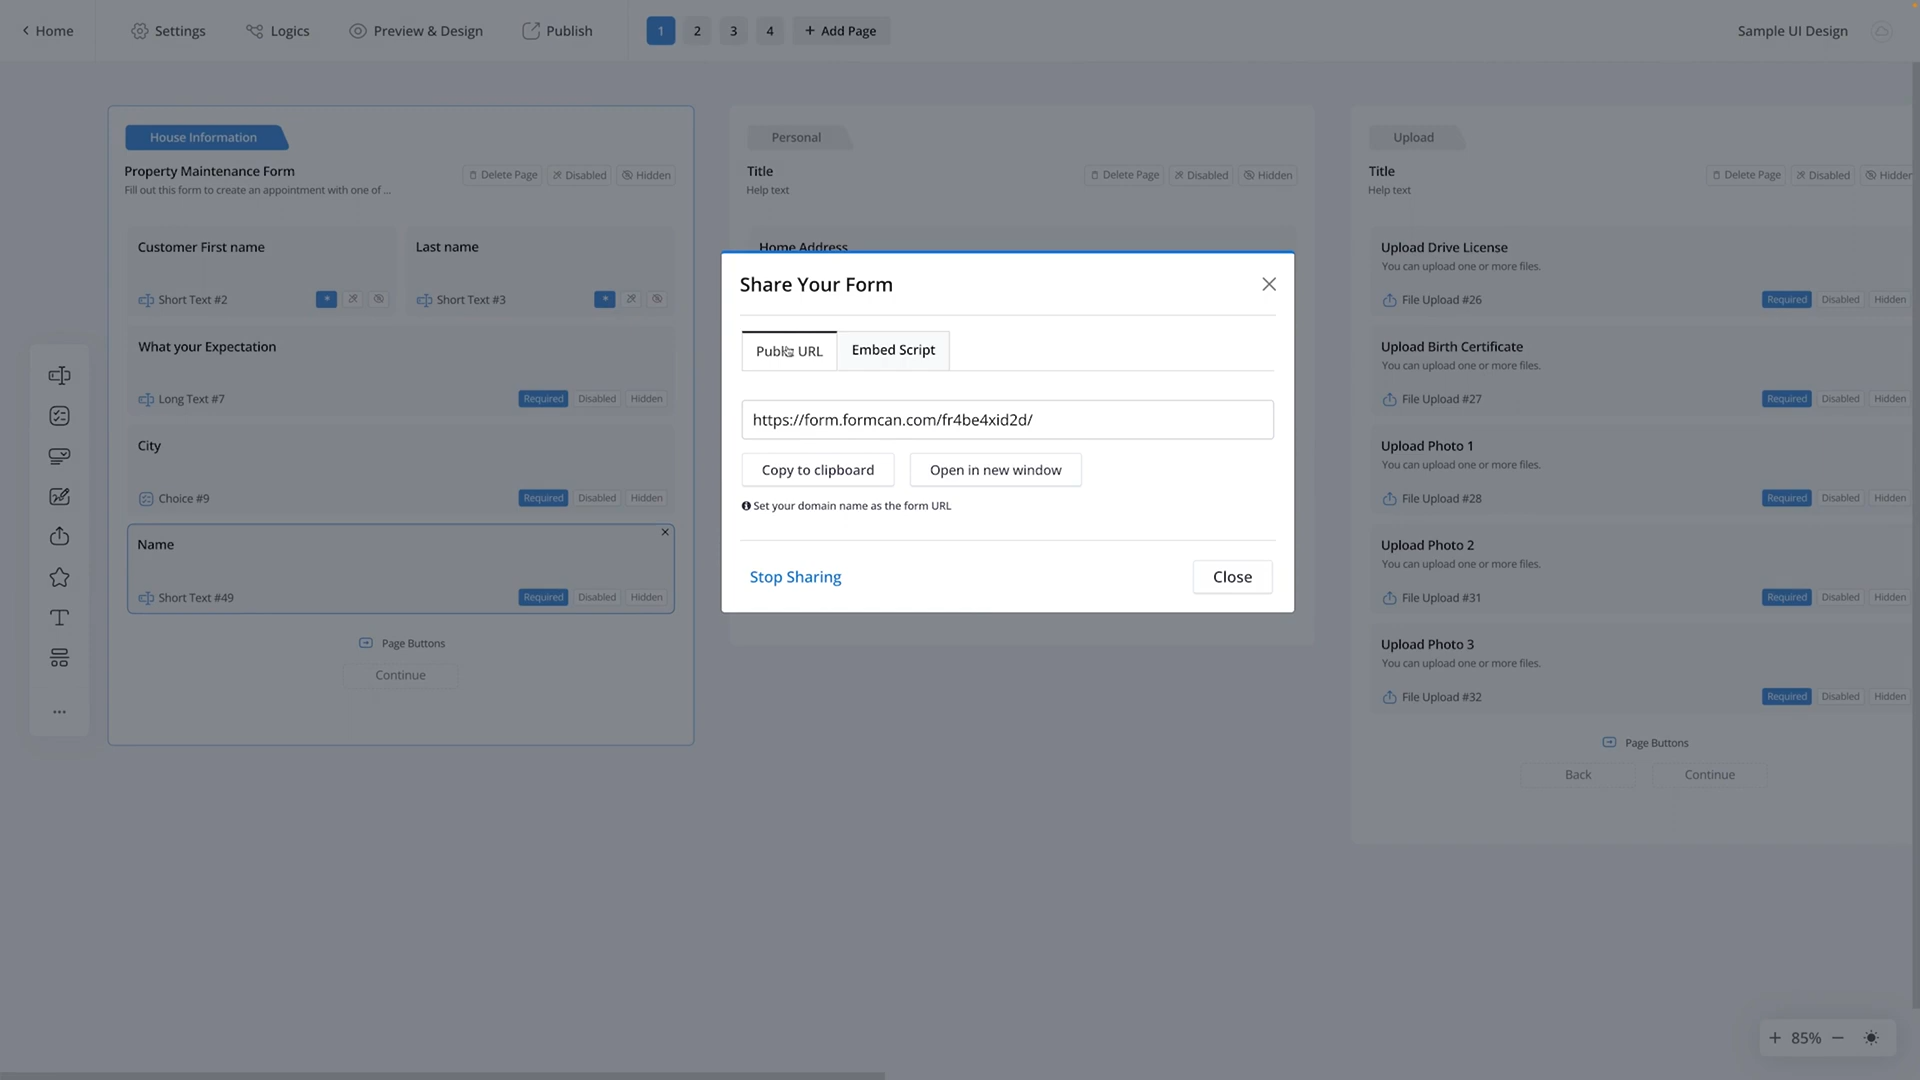 Home
Settings
Logics
Preview & Design
Publish
1
2
3
4
+ Add Page
Sample UI Design
House Information
Property Maintenance Form
Fill out this form to create an appointment with one of ...
Delete Page
Disabled
Hidden
Customer First name
Short Text #2
*
Last name
Short Text #3
*
What your Expectation
Long Text #7
Required
Disabled
Hidden
City
Choice #9
Required
Disabled
Hidden
Name
Short Text #49
Required
Disabled
Hidden
Page Buttons
Continue
Personal
Title
Help text
Delete Page
Disabled
Hidden
Home Address
Share Your Form
Public URL
Embed Script
https://form.formcan.com/fr4be4xid2d/
Copy to clipboard
Open in new window
Set your domain name as the form URL
Stop Sharing
Close
Upload
Title
Help text
Delete Page
Disabled
Hidden
Upload Drive License
You can upload one or more files.
File Upload #26
Required
Disabled
Hidden
Upload Birth Certificate
You can upload one or more files.
File Upload #27
Required
Disabled
Hidden
Upload Photo 1
You can upload one or more files.
File Upload #28
Required
Disabled
Hidden
Upload Photo 2
You can upload one or more files.
File Upload #31
Required
Disabled
Hidden
Upload Photo 3
You can upload one or more files.
File Upload #32
Required
Disabled
Hidden
Page Buttons
Back
Continue
+ 85% −